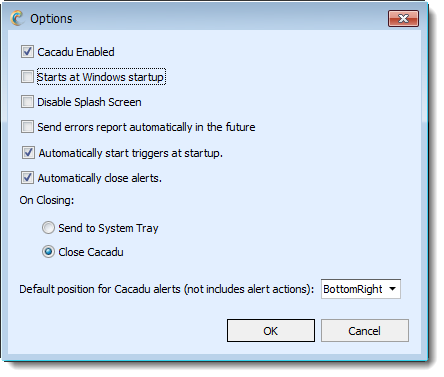 Options
Cacadu Enabled
Starts at Windows startup
Disable Splash Screen
Send errors report automatically in the future
Automatically start triggers at startup.
Automatically close alerts.
On Closing:
Send to System Tray
Close Cacadu
Default position for Cacadu alerts (not includes alert actions): BottomRight
OK Cancel